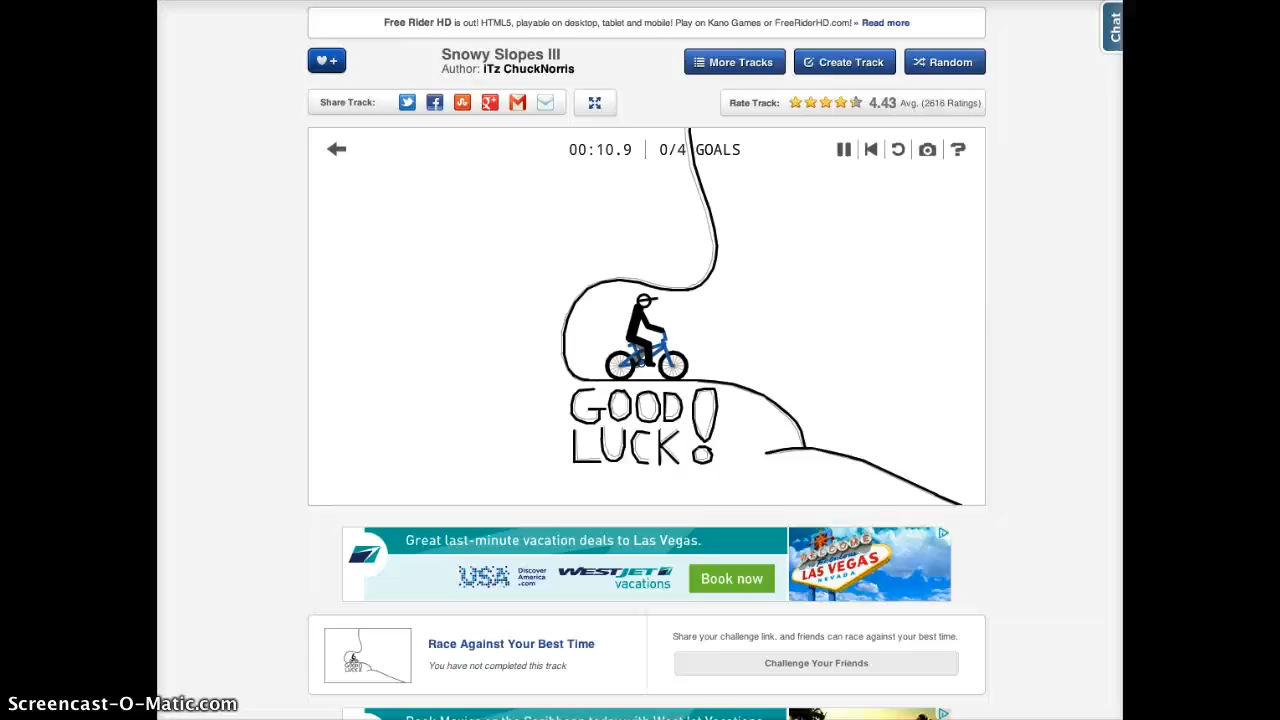 Free Rider HD is out! HTML5, playable on desktop, tablet and mobile! Play on Kano Games or FreeRiderHD.com! » Read more
Chat
+
Snowy Slopes III
Author: iTz ChuckNorris
More Tracks
Create Track
Random
Share Track:
Rate Track:
4.43 Avg. (2616 Ratings)
00:10.9 | 0/4 GOALS
GOOD
LUCK!
Great last-minute vacation deals to Las Vegas.
USA Discover America .com
WESTJET vacations
Book now
WELCOME
LAS VEGAS
NEVADA
Race Against Your Best Time
You have not completed this track
Share your challenge link, and friends can race against your best time.
Challenge Your Friends
Screencast-O-Matic.com